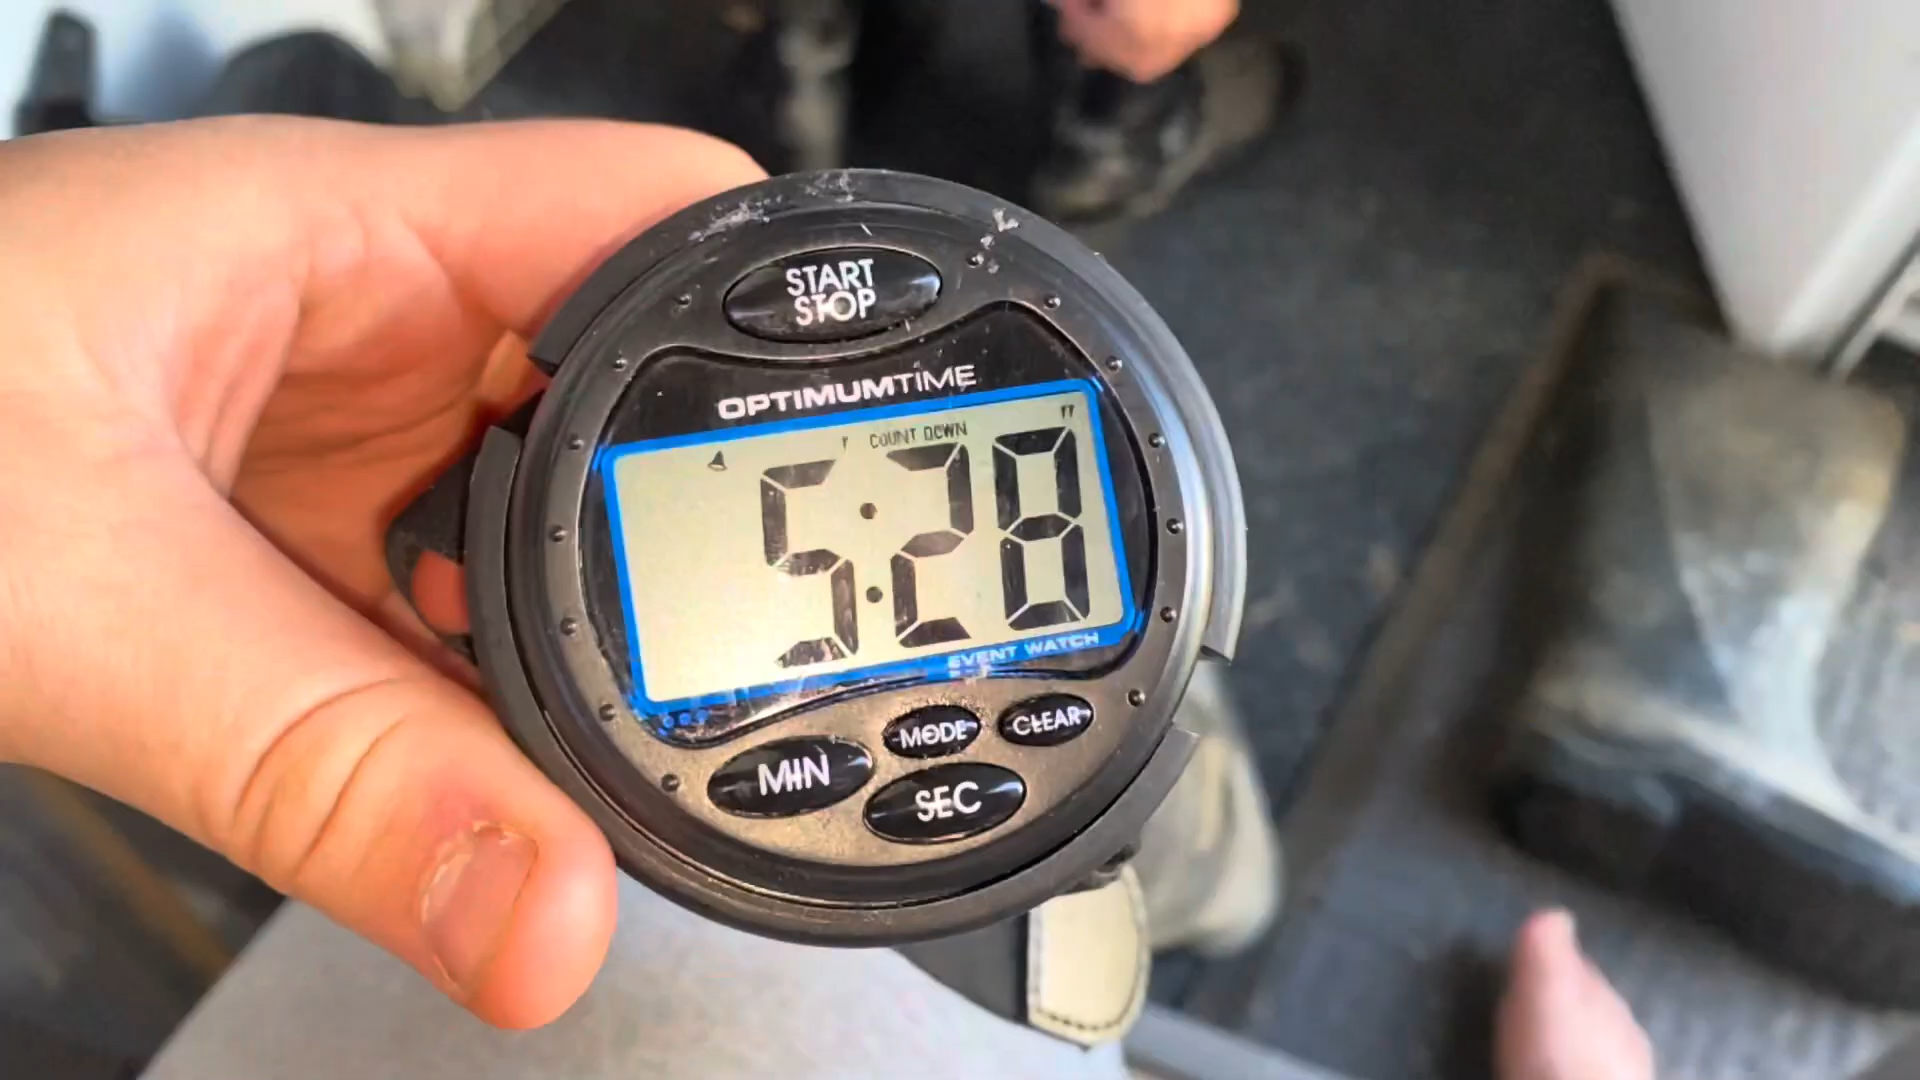 START
STOP
OPTIMUMTIME
COUNT DOWN
5:28
EVENT WATCH
MODE
CLEAR
MIN
SEC